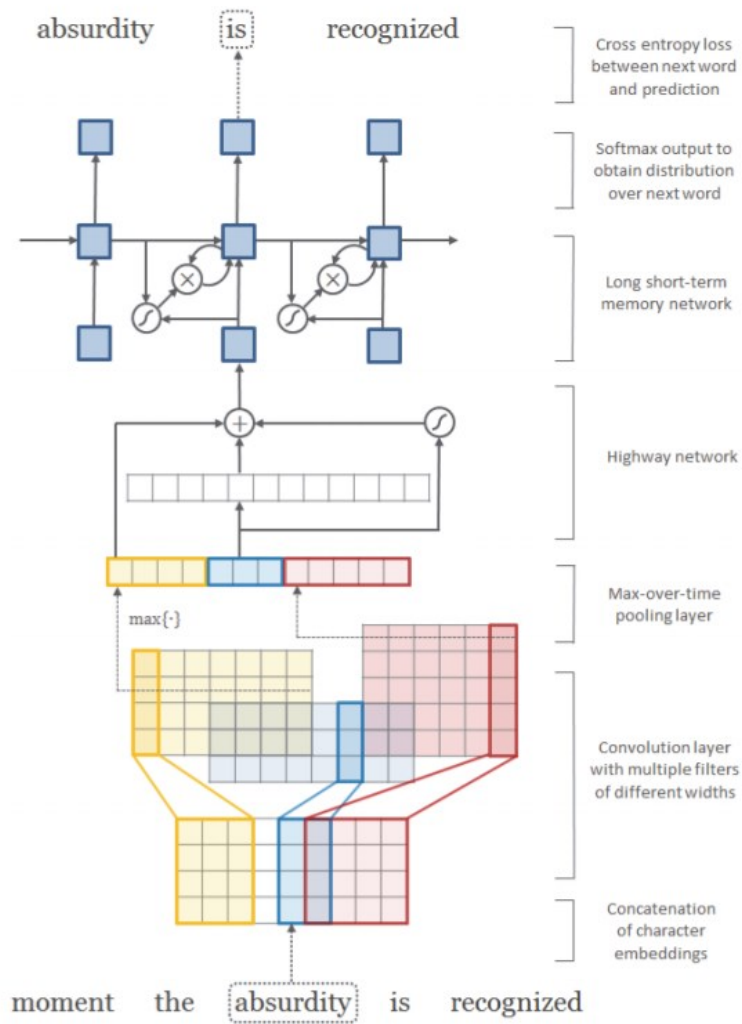 absurdity is recognized
Cross entropy loss
between next word
and prediction
Softmax output to
obtain distribution
over next word
Long short-term
memory network
Highway network
Max-over-time
pooling layer
max{·}
Convolution layer
with multiple filters
of different widths
Concatenation
of character
embeddings
moment the absurdity is recognized